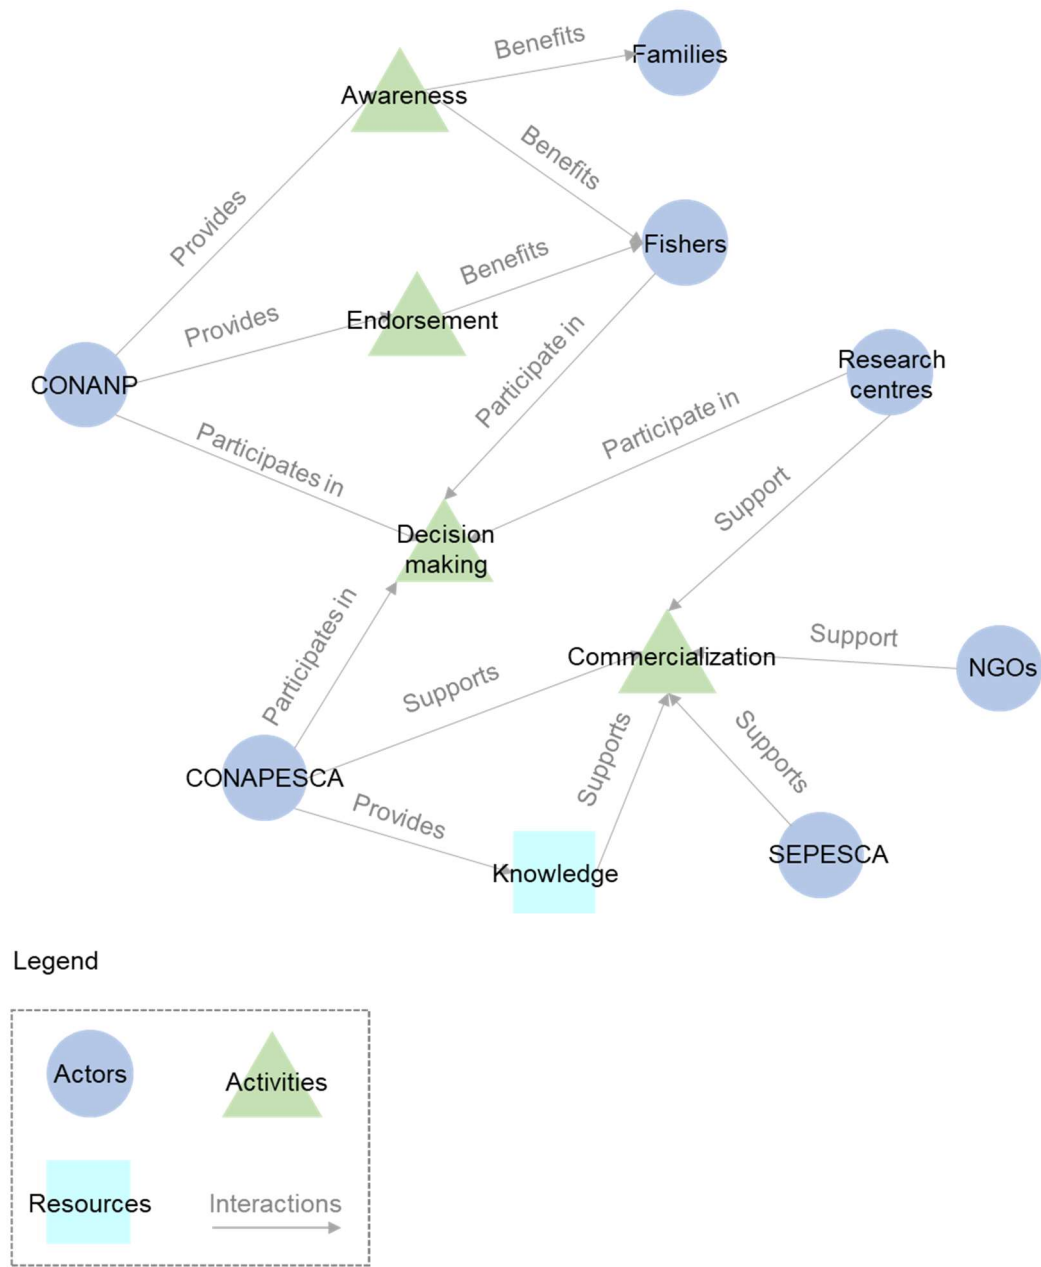 Benefits
Families
Awareness
Benefits
Provides
Fishers
Benefits
Provides
Endorsement
Participate in
Research
centres
CONANP
Participate in
Participates in
Support
Decision
making
Participates in
Support
Commercialization
NGOs
Supports
Supports
Supports
CONAPESCA
Provides
SEPESCA
Knowledge
Legend
Actors
Activities
Resources
Interactions